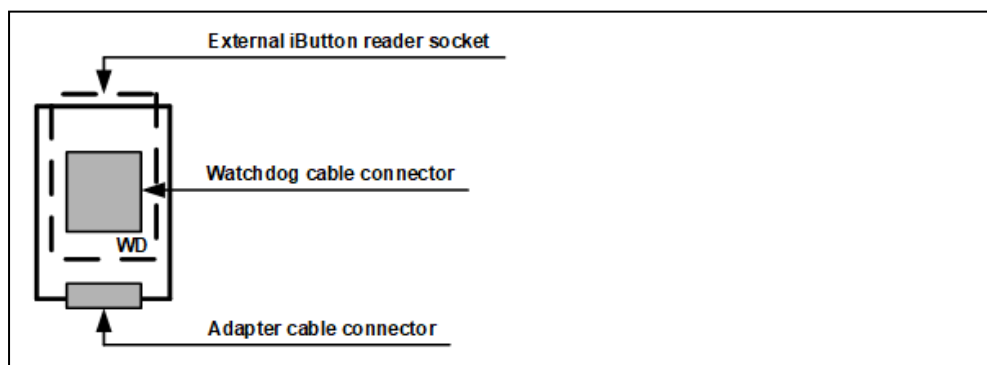 External iButton reader socket
Watchdog cable connector
WD
Adapter cable connector